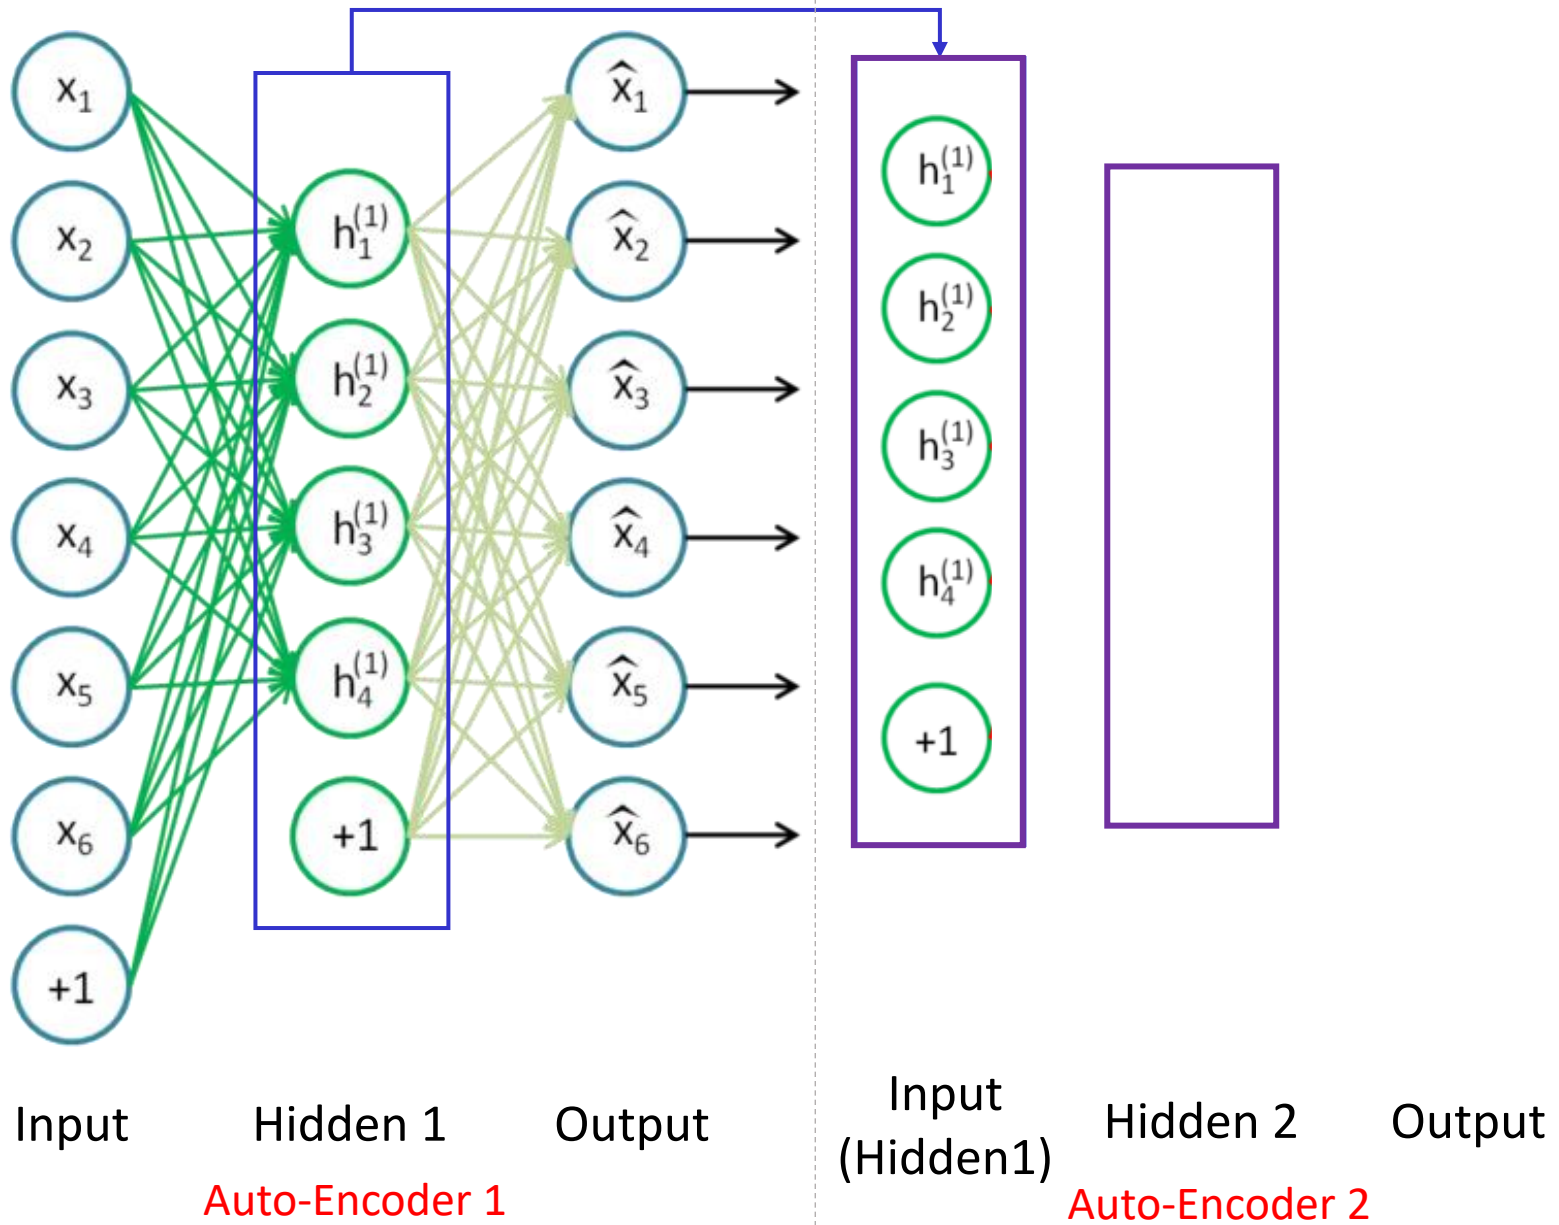 x₁
x₂
x₃
x₄
x₅
x₆
+1
h₁⁽¹⁾
h₂⁽¹⁾
h₃⁽¹⁾
h₄⁽¹⁾
+1
x̂₁
x̂₂
x̂₃
x̂₄
x̂₅
x̂₆
h₁⁽¹⁾
h₂⁽¹⁾
h₃⁽¹⁾
h₄⁽¹⁾
+1
Input
Hidden 1
Output
Auto-Encoder 1
Input
(Hidden1)
Hidden 2
Output
Auto-Encoder 2